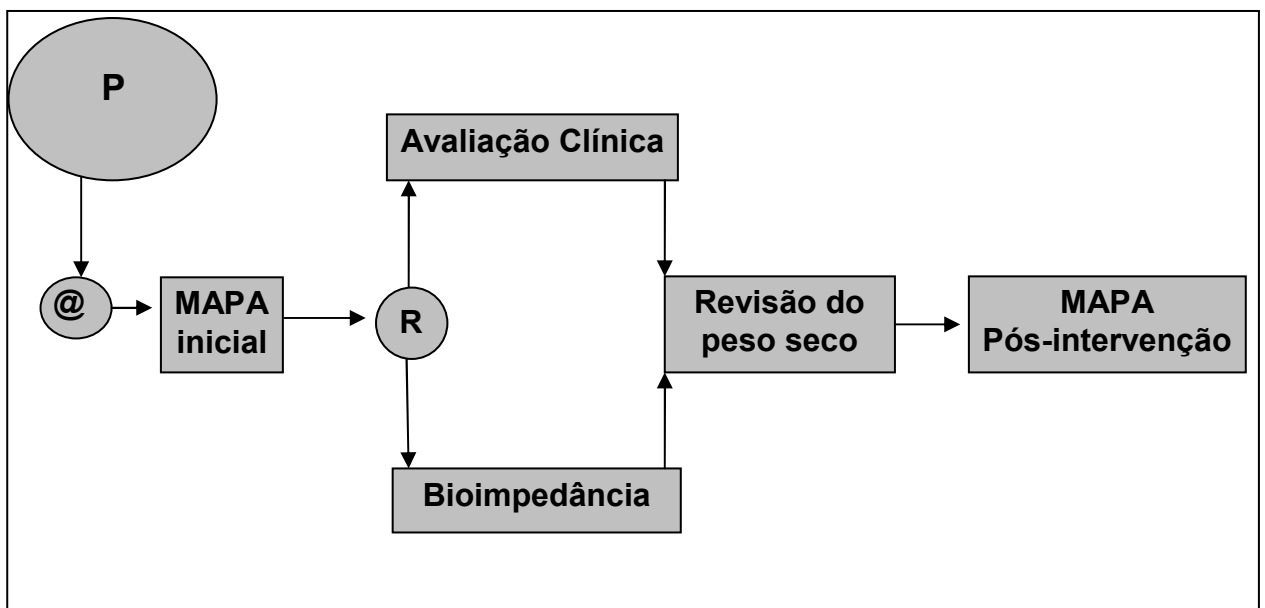 P
@
MAPA
inicial
R
Avaliação Clínica
Bioimpedância
Revisão do
peso seco
MAPA
Pós-intervenção